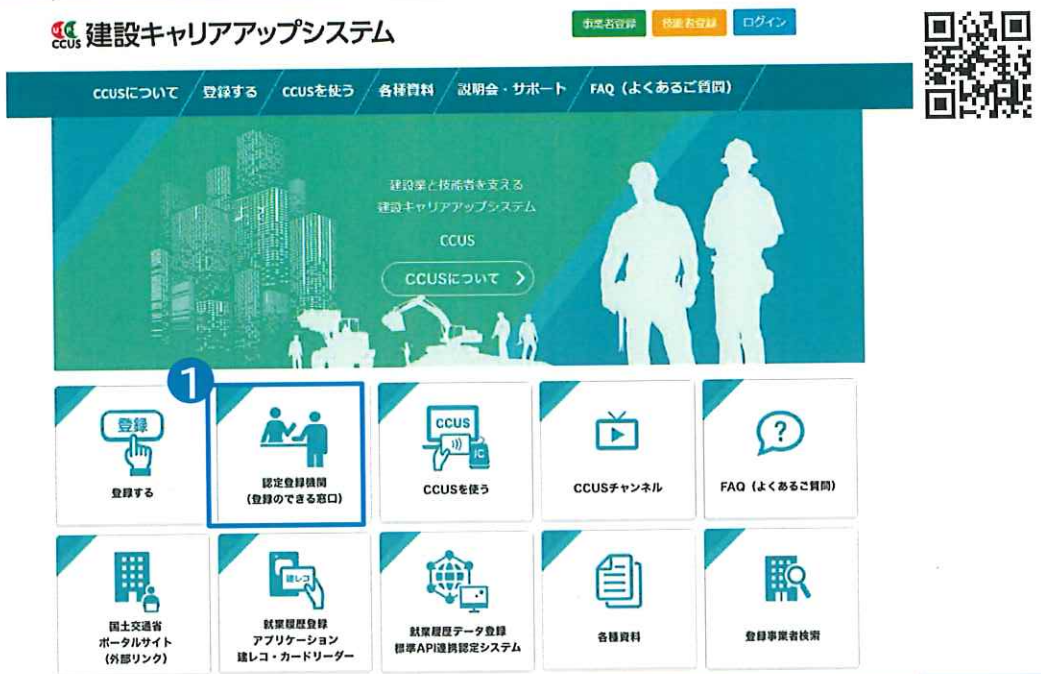 CCUS 建設キャリアアップシステム
事業者登録 技能者登録 ログイン
CCUSについて 登録する CCUSを使う 各種資料 説明会・サポート FAQ（よくあるご質問）
建設業と技能者を支える
建設キャリアアップシステム
CCUS
CCUSについて
1
登録
登録する
認定登録機関
（登録のできる窓口）
CCUS
IC
CCUSを使う
CCUSチャンネル
?
FAQ（よくあるご質問）
国土交通省
ポータルサイト
（外部リンク）
建レコ
就業履歴登録
アプリケーション
建レコ・カードリーダー
就業履歴データ登録
標準API連携認定システム
各種資料
登録事業者検索